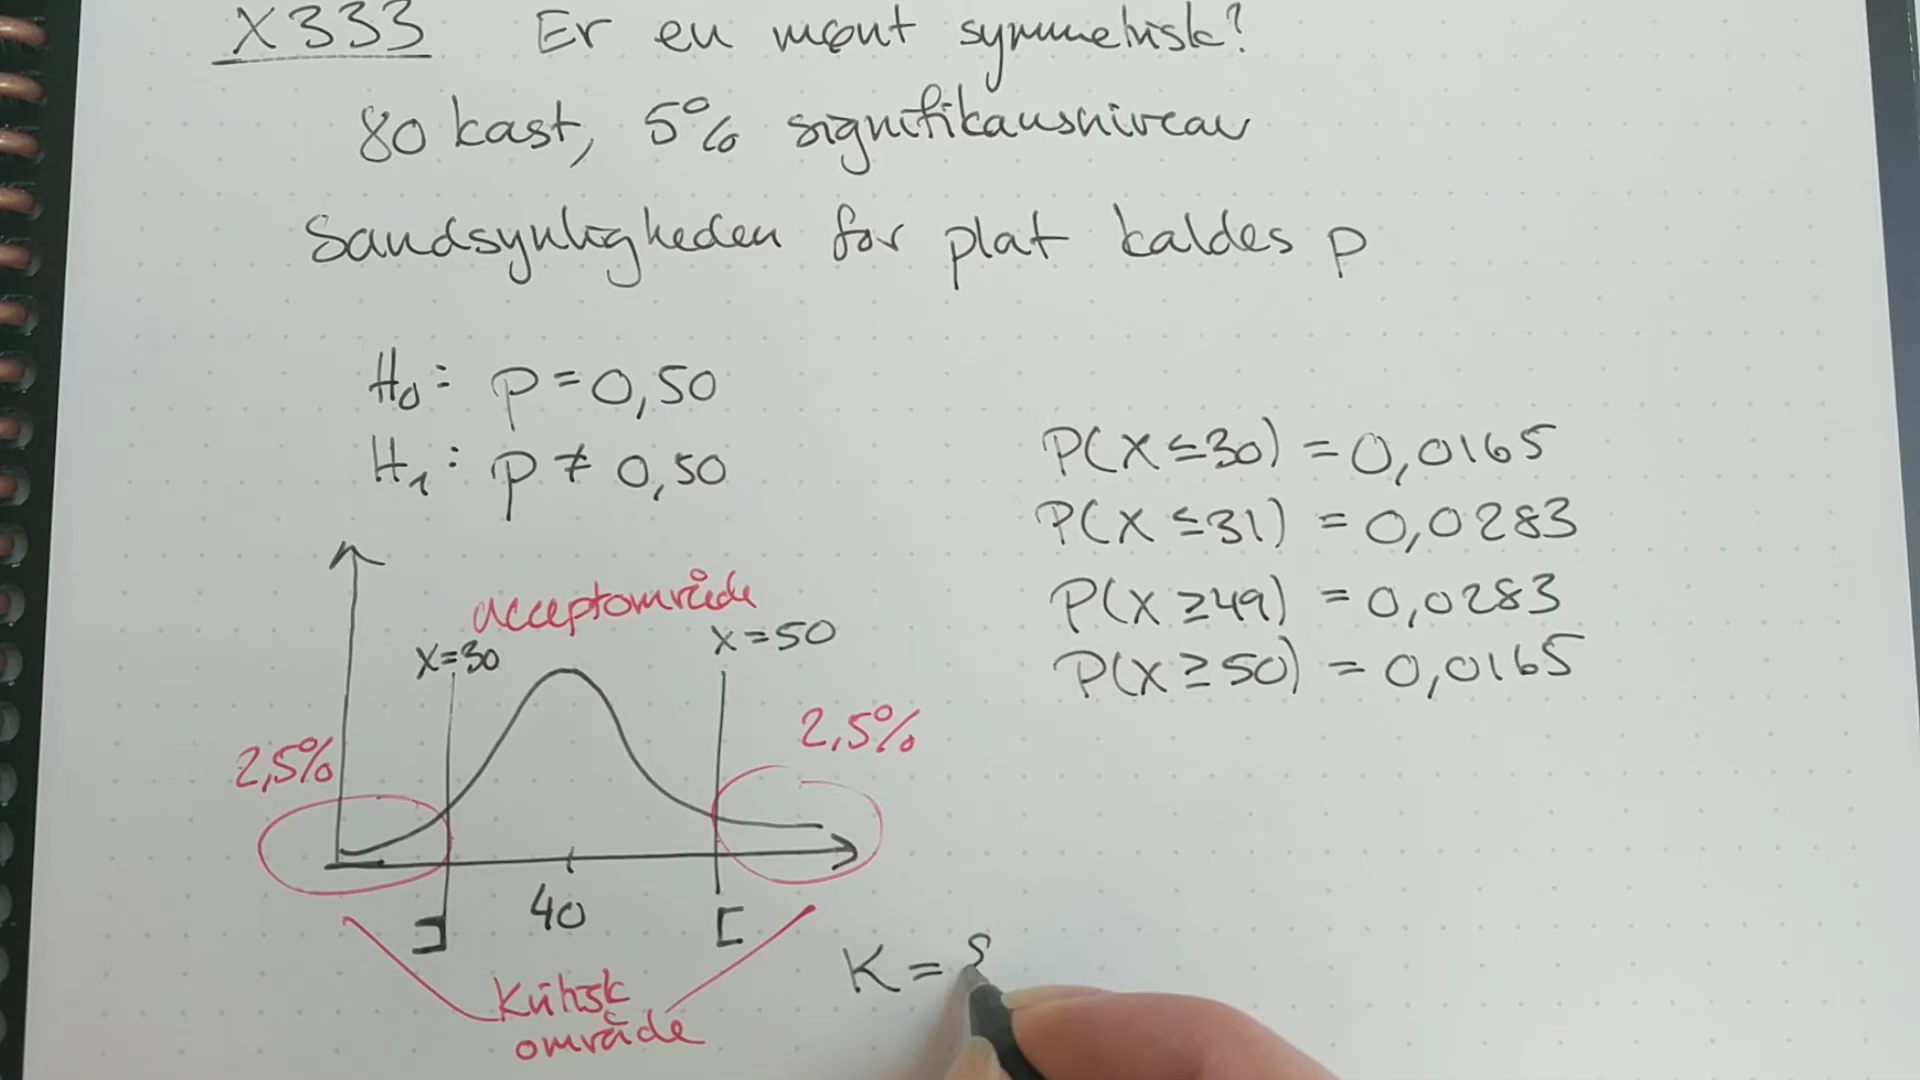 X333 Er en mønt symmetrisk?
80 kast, 5% signifikansniveau
Sandsynligheden for plat kaldes p
H₀: p = 0,50
H₁: p ≠ 0,50
P(X ≤ 30) = 0,0165
P(X ≤ 31) = 0,0283
P(X ≥ 49) = 0,0283
P(X ≥ 50) = 0,0165
acceptområde
x=30
x=50
2,5%
2,5%
40
] [
Kritisk
område
K =